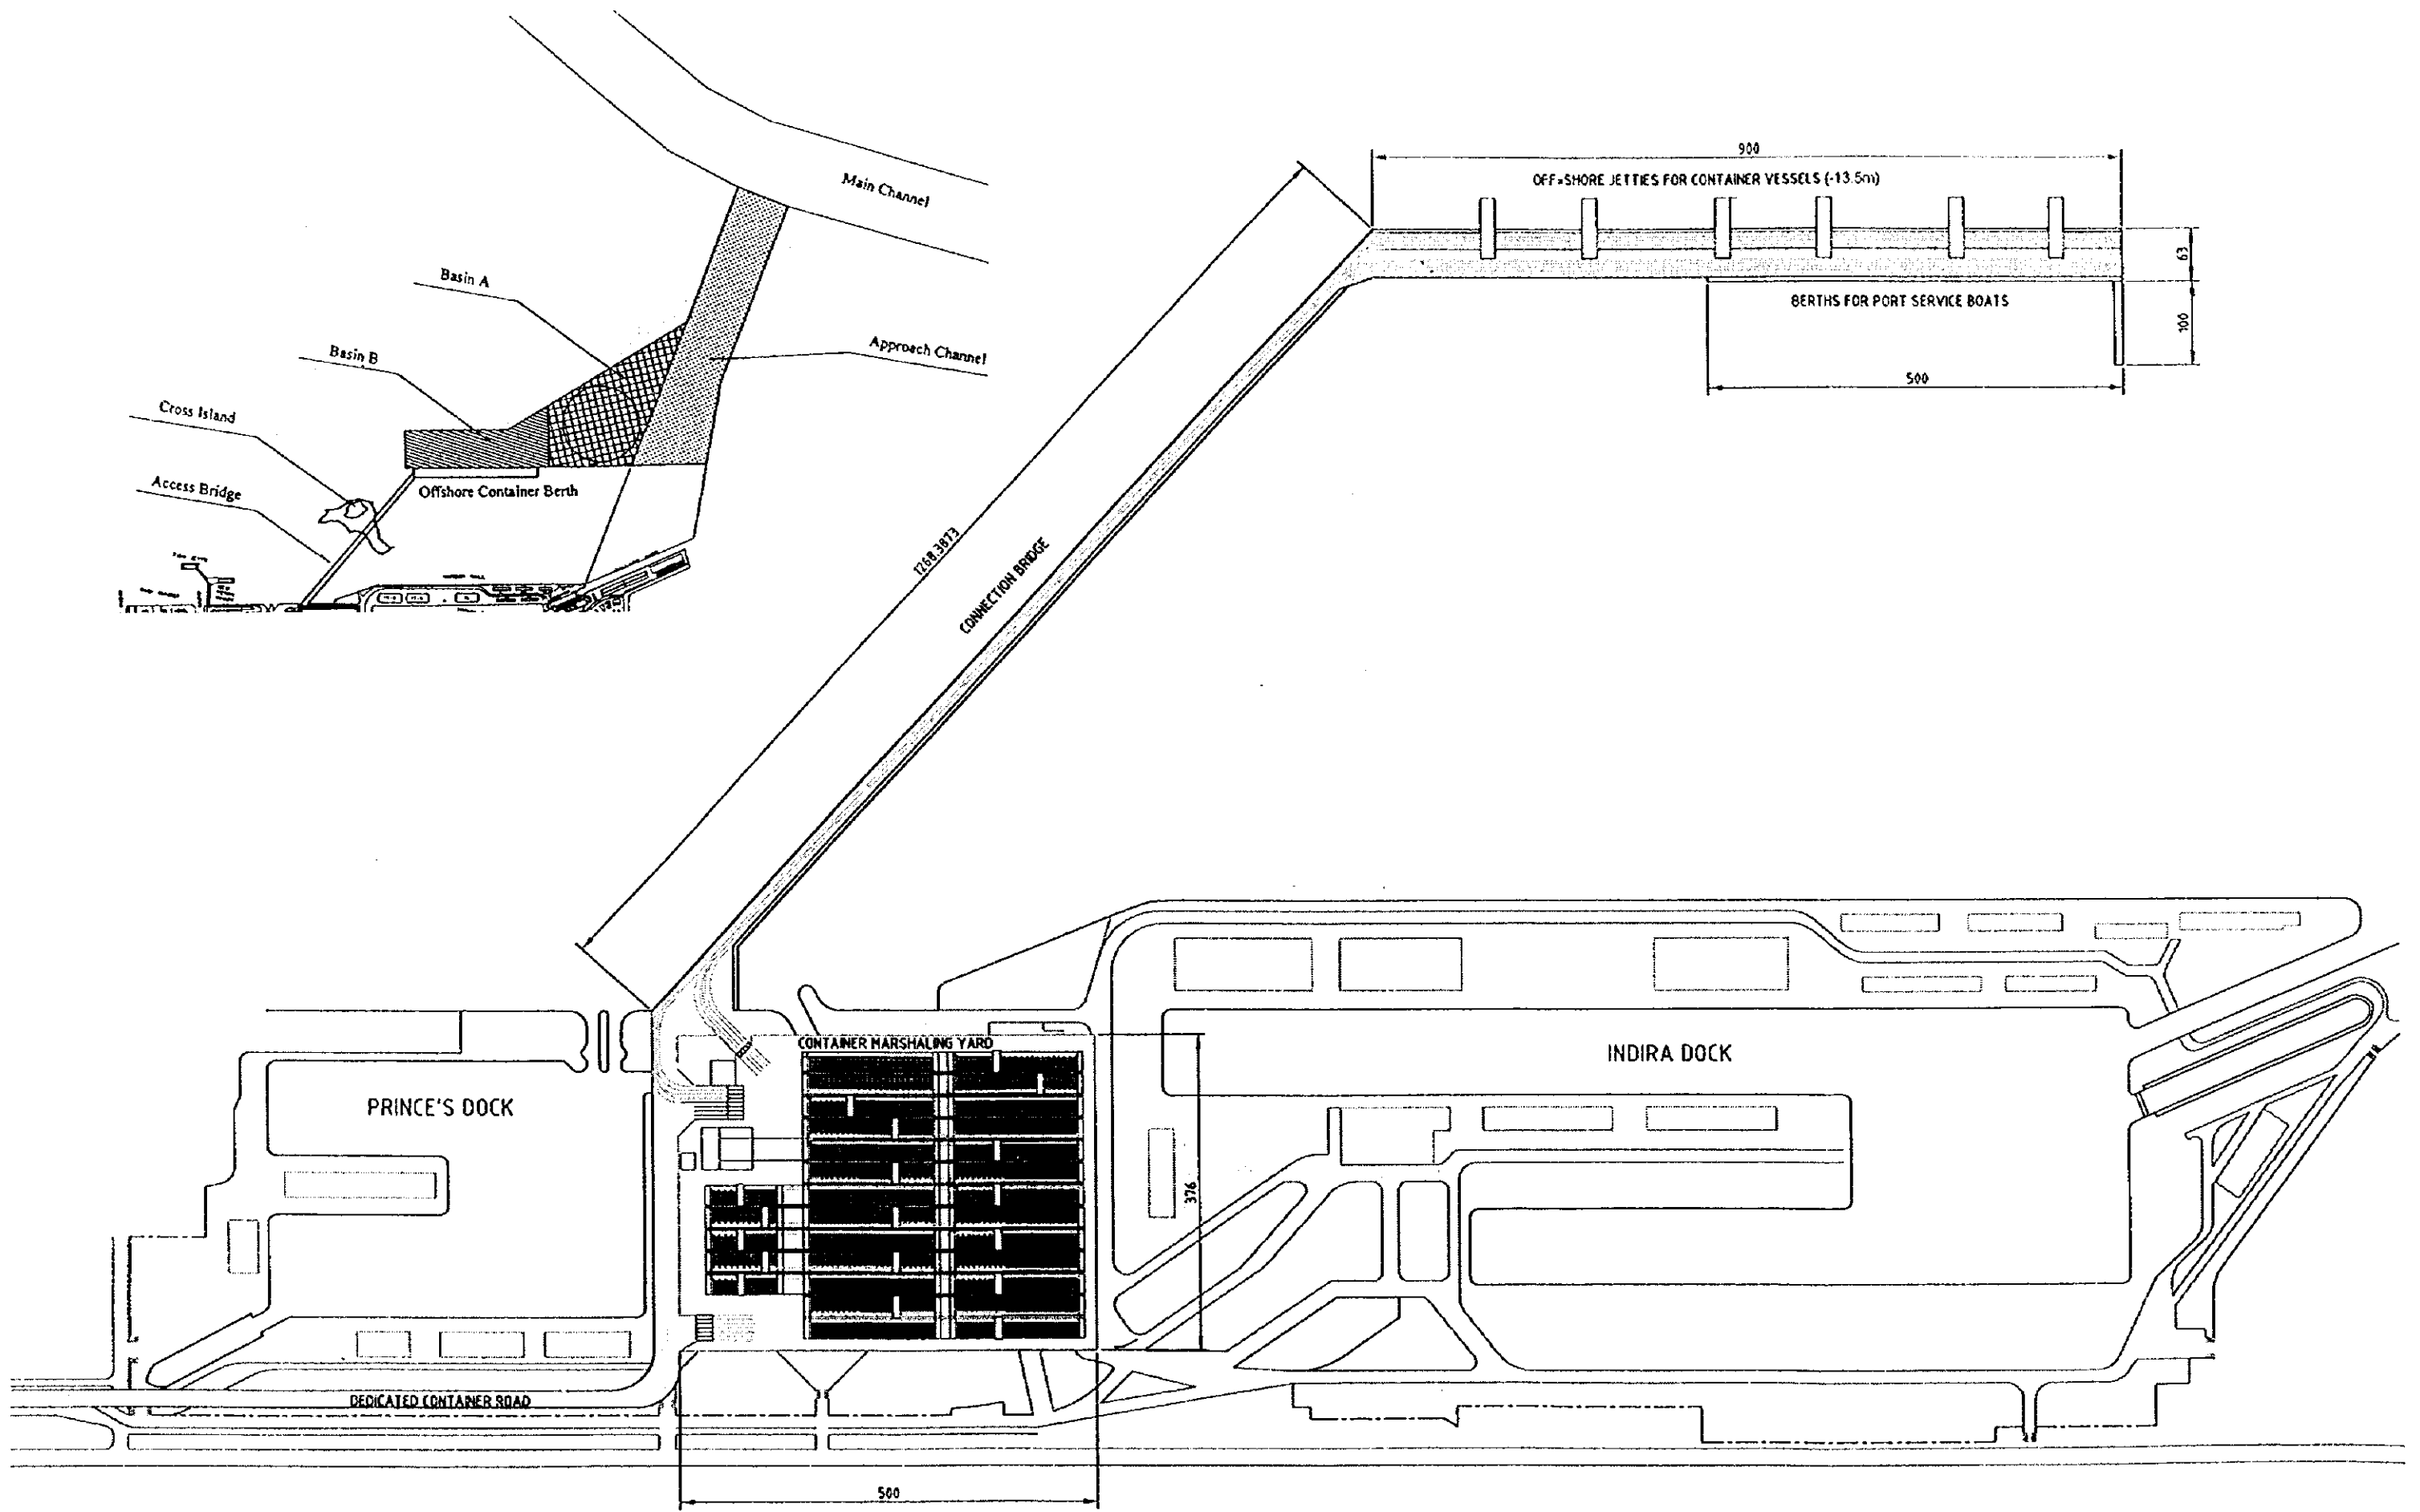 Main Channel
Basin A
Basin B
Approach Channel
Cross Island
Access Bridge
Offshore Container Berth
900
OFF=SHORE JETTIES FOR CONTAINER VESSELS (-13.5m)
63
BERTHS FOR PORT SERVICE BOATS
100
500
1268.3873
CONNECTION BRIDGE
CONTAINER MARSHALING YARD
INDIRA DOCK
PRINCE'S DOCK
376
DEDICATED CONTAINER ROAD
500